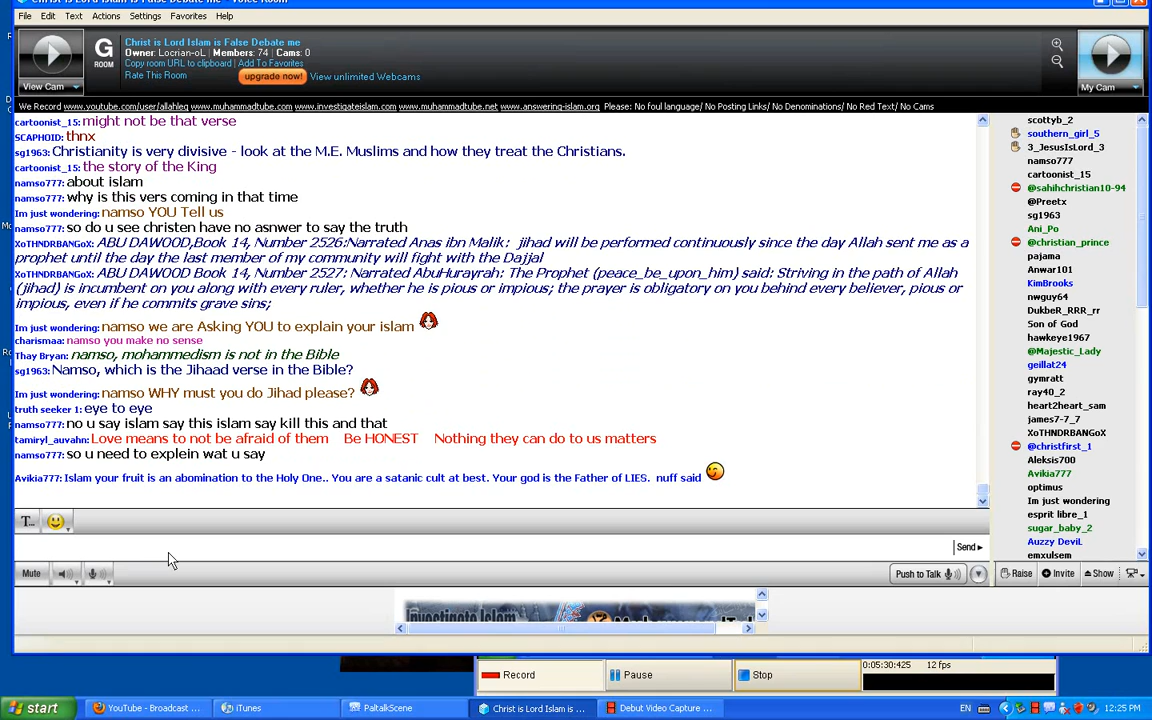 Christ is Lord Islam is False Debate me - Voice Room
File Edit Text Actions Settings Favorites Help
View Cam
G
ROOM
Christ is Lord Islam is False Debate me
Owner: Locrian-oL | Members: 74 | Cams: 0
Copy room URL to clipboard | Add To Favorites
Rate This Room
upgrade now!
View unlimited Webcams
My Cam
We Record www.youtube.com/user/allahleg www.muhammadtube.com www.investigateislam.com www.muhammadtube.net www.answering-islam.org Please: No foul language/ No Posting Links/ No Denominations/ No Red Text/ No Cams
cartoonist_15: might not be that verse
SCAPHOID: thnx
sg1963: Christianity is very divisive - look at the M.E. Muslims and how they treat the Christians.
cartoonist_15: the story of the King
namso777: about islam
namso777: why is this vers coming in that time
Im just wondering: namso YOU Tell us
namso777: so do u see christen have no asnwer to say the truth
XoTHNDRBANGoX: ABU DAWOOD,Book 14, Number 2526:Narrated Anas ibn Malik: jihad will be performed continuously since the day Allah sent me as a
prophet until the day the last member of my community will fight with the Dajjal
XoTHNDRBANGoX: ABU DAWOOD Book 14, Number 2527: Narrated AbuHurayrah: The Prophet (peace_be_upon_him) said: Striving in the path of Allah
(jihad) is incumbent on you along with every ruler, whether he is pious or impious; the prayer is obligatory on you behind every believer, pious or
impious, even if he commits grave sins;
Im just wondering: namso we are Asking YOU to explain your islam
charismaa: namso you make no sense
Thay Bryan: namso, mohammedism is not in the Bible
sg1963: Namso, which is the Jihaad verse in the Bible?
Im just wondering: namso WHY must you do Jihad please?
truth seeker 1: eye to eye
namso777: no u say islam say this islam say kill this and that
tamiryl_auvahn: Love means to not be afraid of them Be HONEST Nothing they can do to us matters
namso777: so u need to explein wat u say
Avikia777: Islam your fruit is an abomination to the Holy One.. You are a satanic cult at best. Your god is the Father of LIES. nuff said
scottyb_2
southern_girl_5
3_JesusIsLord_3
namso777
cartoonist_15
@sahihchristian10-94
@Preetx
sg1963
Ani_Po
@christian_prince
pajama
Anwar101
KimBrooks
nwguy64
DukbeR_RRR_rr
Son of God
hawkeye1967
@Majestic_Lady
geillat24
gymratt
ray40_2
heart2heart_sam
james7-7_7
XoTHNDRBANGoX
@christfirst_1
Aleksis700
Avikia777
optimus
Im just wondering
esprit libre_1
sugar_baby_2
Auzzy DeviL
emxulsem
T...
Send
Mute
Push to Talk
Raise Invite Show
Investigate Islam
Record Pause Stop
0:05:30:425 12 fps
start YouTube - Broadcast ... iTunes PaltalkScene Christ is Lord Islam is ... Debut Video Capture ... EN 12:25 PM